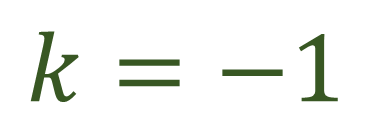 k = −1